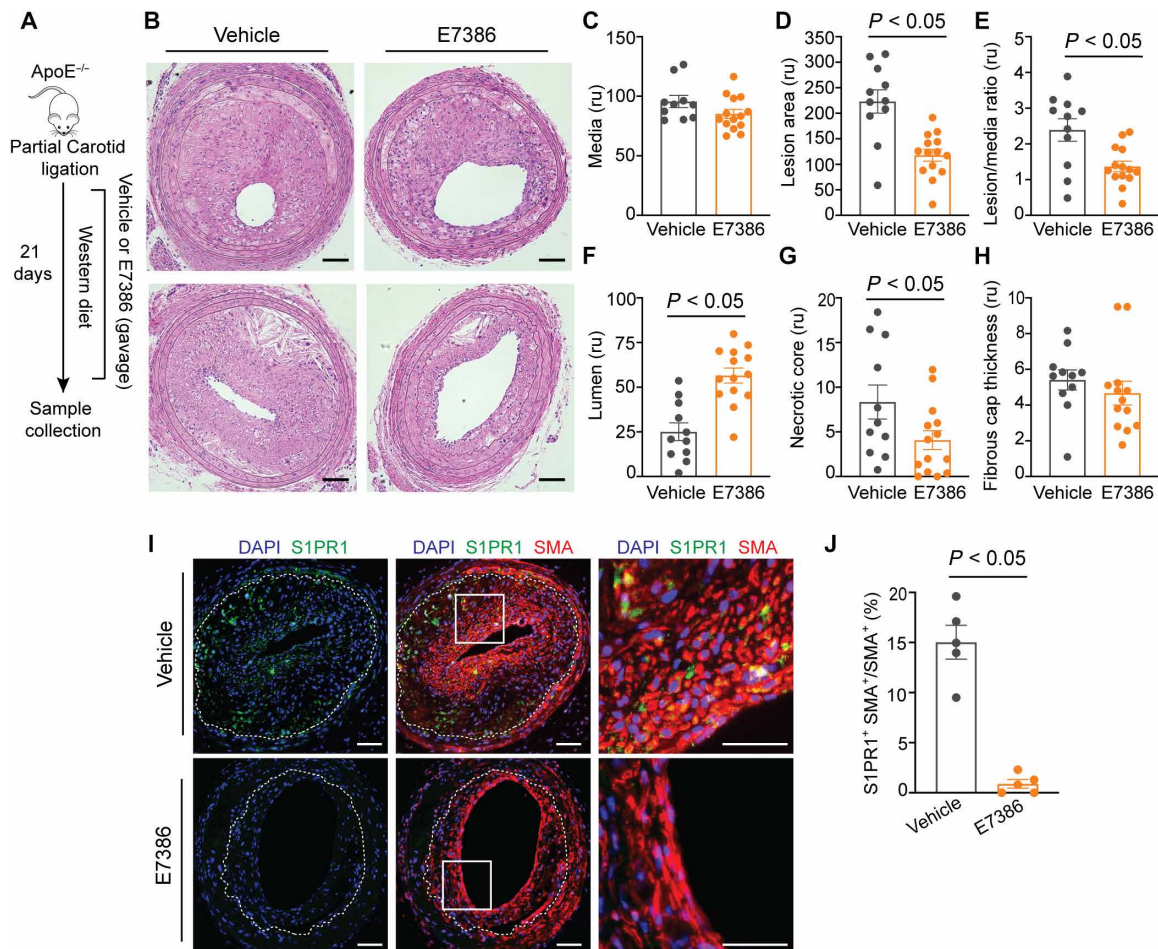 A
ApoE⁻/⁻
Partial Carotid
ligation
21
days
Western diet
Vehicle or E7386 (gavage)
Sample
collection
B
Vehicle
E7386
C
Media (ru)
150
100
50
0
Vehicle E7386
D
P < 0.05
Lesion area (ru)
350
300
250
200
150
100
50
0
Vehicle E7386
E
P < 0.05
Lesion/media ratio (ru)
5
4
3
2
1
0
Vehicle E7386
F
P < 0.05
Lumen (ru)
100
75
50
25
0
Vehicle E7386
G
P < 0.05
Necrotic core (ru)
20
15
10
5
0
Vehicle E7386
H
Fibrous cap thickness (ru)
10
8
6
4
2
0
Vehicle E7386
I
DAPI S1PR1
DAPI S1PR1 SMA
DAPI S1PR1 SMA
Vehicle
E7386
J
P < 0.05
S1PR1⁺ SMA⁺/SMA⁺ (%)
20
15
10
5
0
Vehicle
E7386